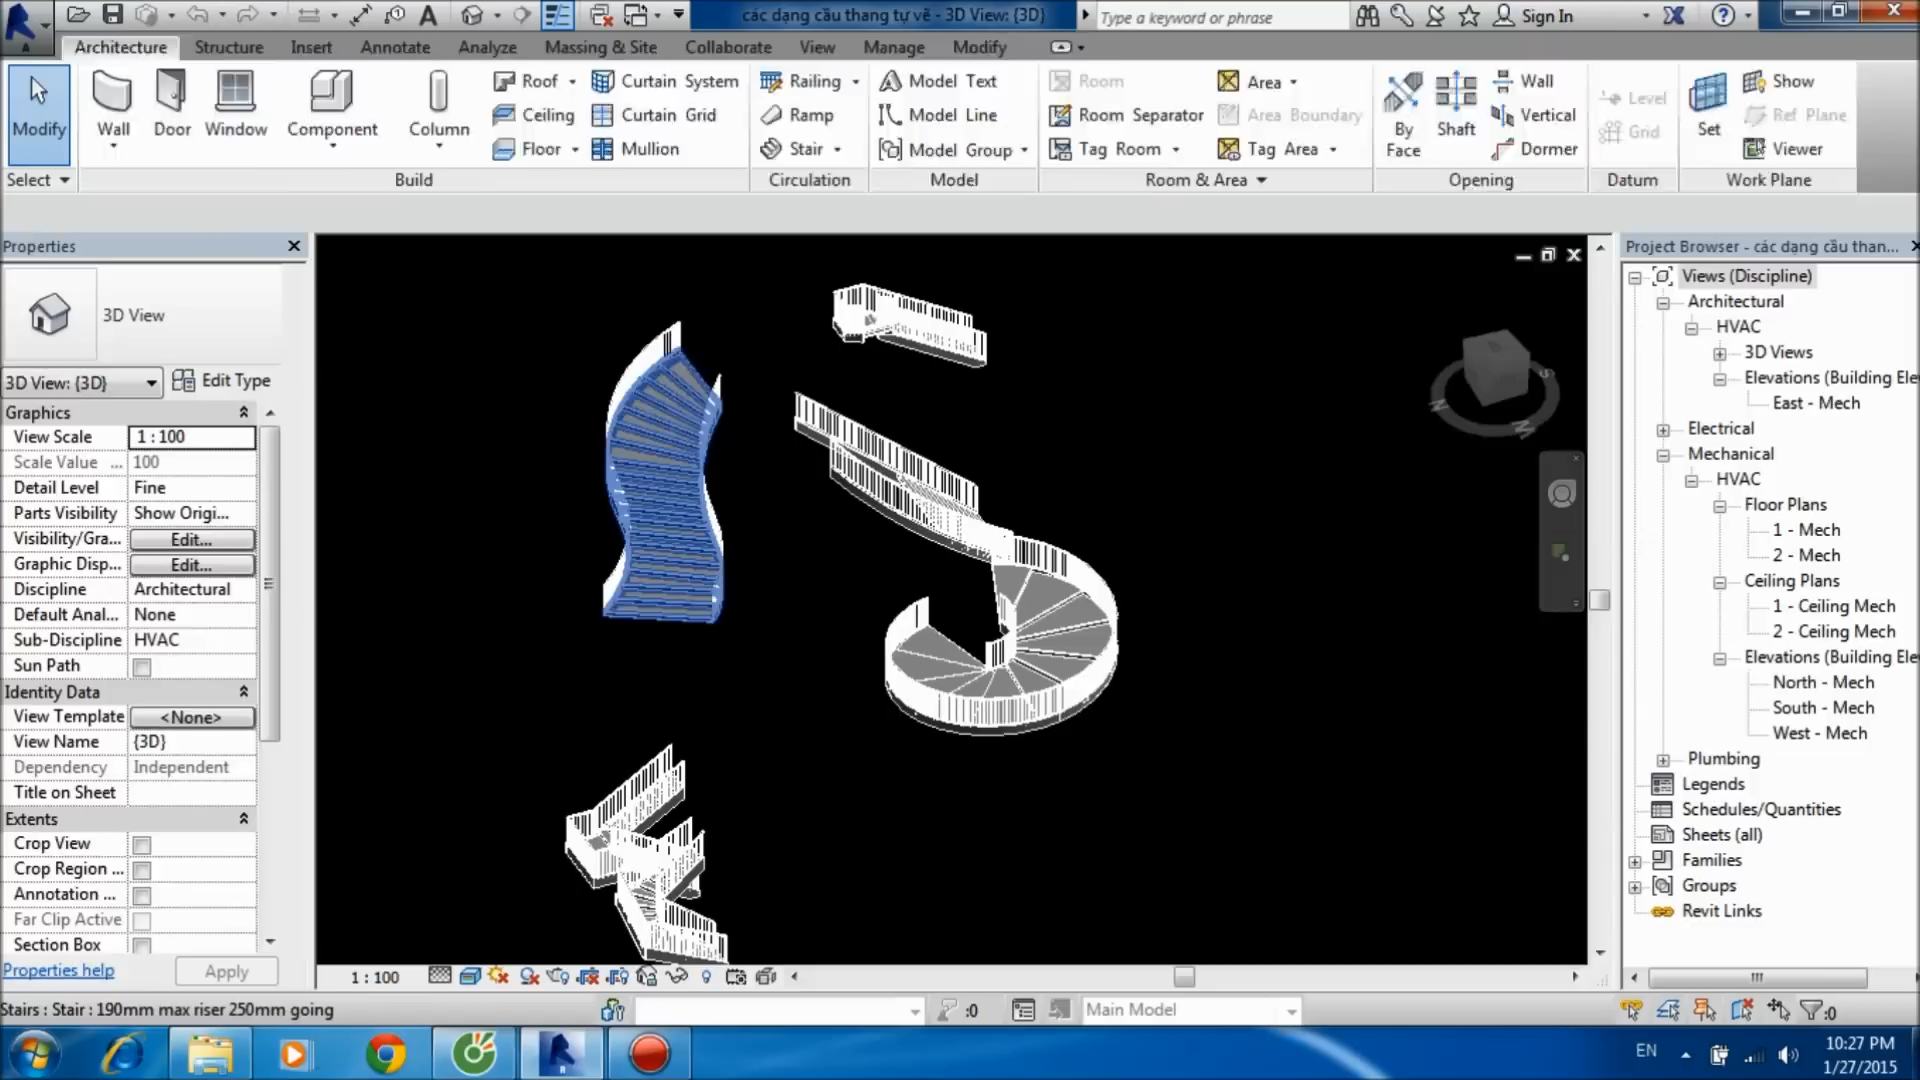 các dạng cầu thang tự vẽ - 3D View: {3D}
Type a keyword or phrase
Sign In
Architecture Structure Insert Annotate Analyze Massing & Site Collaborate View Manage Modify
Modify
Wall
Door
Window
Component
Column
Roof
Ceiling
Floor
Curtain System
Curtain Grid
Mullion
Railing
Ramp
Stair
Model Text
Model Line
Model Group
Room
Room Separator
Tag Room
Area
Area Boundary
Tag Area
By Face
Shaft
Wall
Vertical
Dormer
Level
Grid
Set
Show
Ref Plane
Viewer
Select
Build
Circulation
Model
Room & Area
Opening
Datum
Work Plane
Properties
3D View
3D View: {3D}
Edit Type
Graphics
View Scale 1 : 100
Scale Value ... 100
Detail Level Fine
Parts Visibility Show Origi...
Visibility/Gra... Edit...
Graphic Disp... Edit...
Discipline Architectural
Default Anal... None
Sub-Discipline HVAC
Sun Path
Identity Data
View Template <None>
View Name {3D}
Dependency Independent
Title on Sheet
Extents
Crop View
Crop Region ...
Annotation ...
Far Clip Active
Section Box
Properties help
Apply
1 : 100
Project Browser - các dạng cầu than...
Views (Discipline)
Architectural
HVAC
3D Views
Elevations (Building Ele
East - Mech
Electrical
Mechanical
HVAC
Floor Plans
1 - Mech
2 - Mech
Ceiling Plans
1 - Ceiling Mech
2 - Ceiling Mech
Elevations (Building Ele
North - Mech
South - Mech
West - Mech
Plumbing
Legends
Schedules/Quantities
Sheets (all)
Families
Groups
Revit Links
Stairs : Stair : 190mm max riser 250mm going
:0
Main Model
:0
EN
10:27 PM
1/27/2015